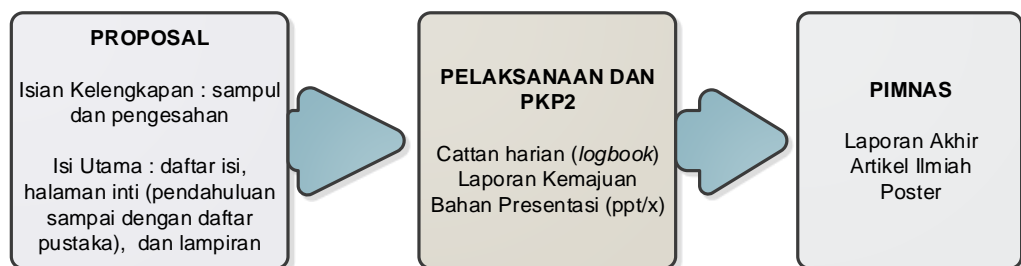 PROPOSAL
Isian Kelengkapan : sampul
dan pengesahan
Isi Utama : daftar isi,
halaman inti (pendahuluan
sampai dengan daftar
pustaka), dan lampiran
PELAKSANAAN DAN
PKP2
Cattan harian (logbook)
Laporan Kemajuan
Bahan Presentasi (ppt/x)
PIMNAS
Laporan Akhir
Artikel Ilmiah
Poster